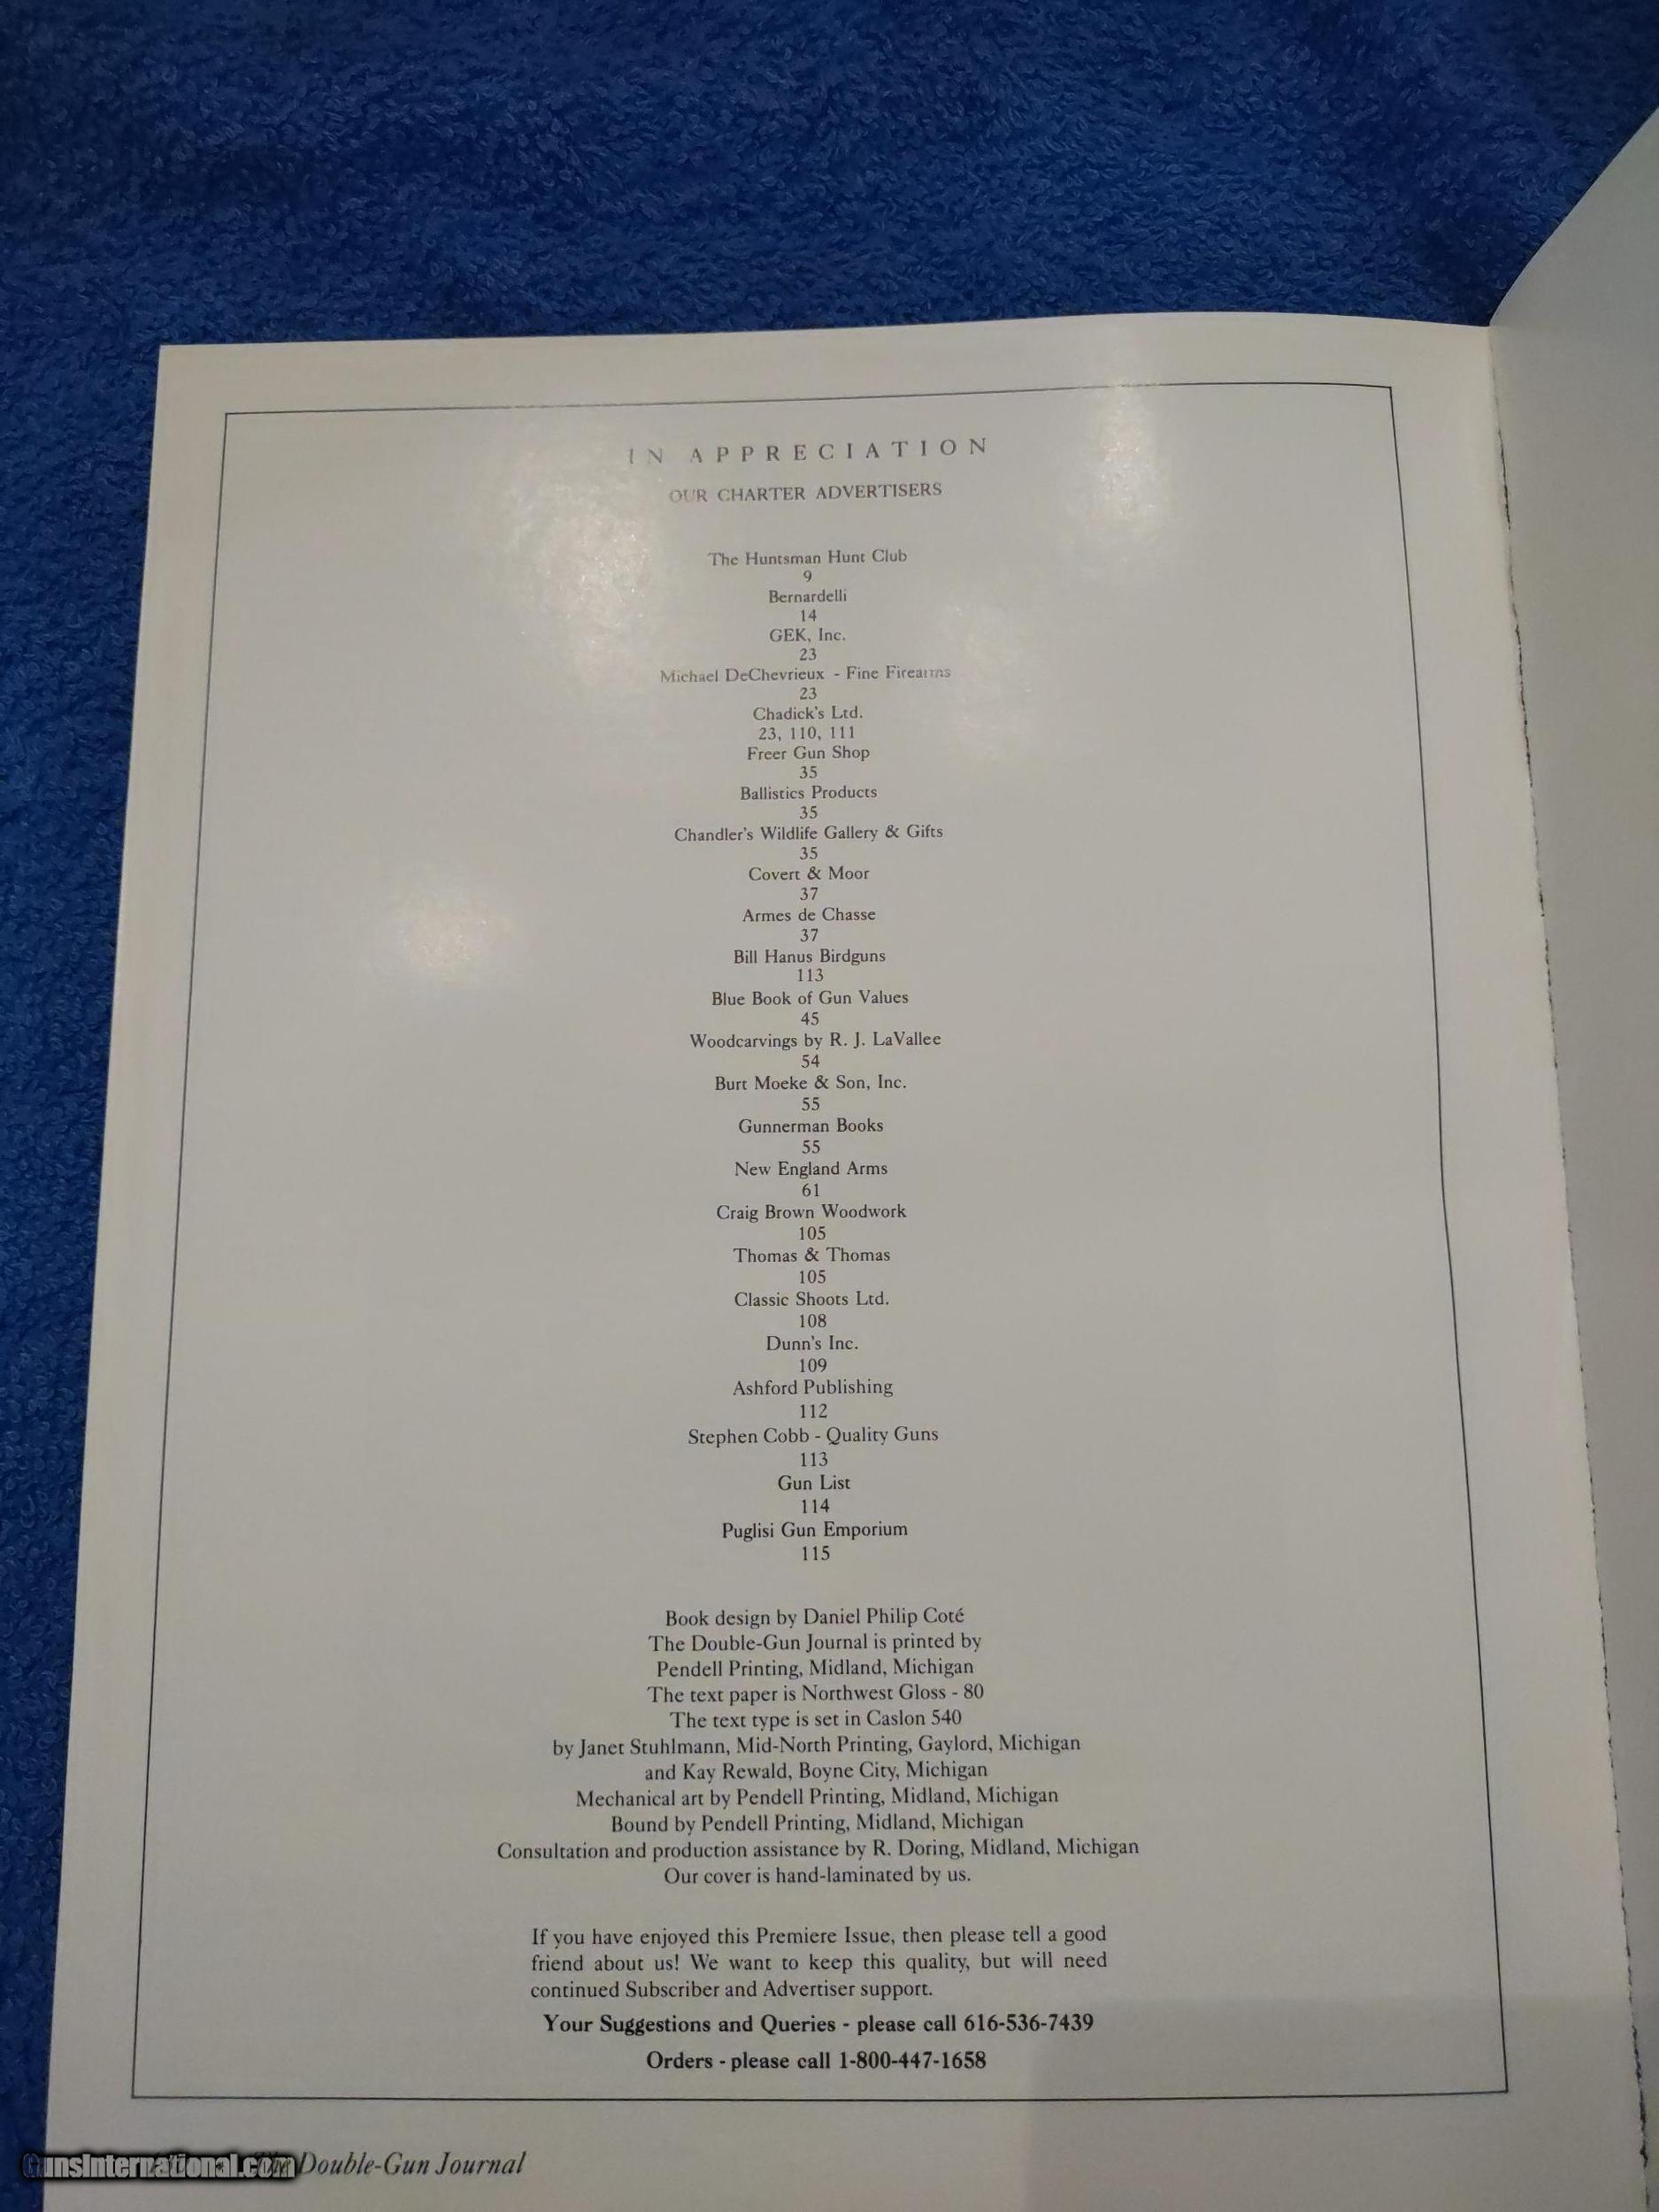 IN APPRECIATION
OUR CHARTER ADVERTISERS
The Huntsman Hunt Club
9
Bernardelli
14
GEK, Inc.
23
Michael DeChevrieux - Fine Firearms
23
Chadick's Ltd.
23, 110, 111
Freer Gun Shop
35
Ballistics Products
35
Chandler's Wildlife Gallery & Gifts
35
Covert & Moor
37
Armes de Chasse
37
Bill Hanus Birdguns
113
Blue Book of Gun Values
45
Woodcarvings by R. J. LaVallee
54
Burt Moeke & Son, Inc.
55
Gunnerman Books
55
New England Arms
61
Craig Brown Woodwork
105
Thomas & Thomas
105
Classic Shoots Ltd.
108
Dunn's Inc.
109
Ashford Publishing
112
Stephen Cobb - Quality Guns
113
Gun List
114
Puglisi Gun Emporium
115
Book design by Daniel Philip Coté
The Double-Gun Journal is printed by
Pendell Printing, Midland, Michigan
The text paper is Northwest Gloss - 80
The text type is set in Caslon 540
by Janet Stuhlmann, Mid-North Printing, Gaylord, Michigan
and Kay Rewald, Boyne City, Michigan
Mechanical art by Pendell Printing, Midland, Michigan
Bound by Pendell Printing, Midland, Michigan
Consultation and production assistance by R. Doring, Midland, Michigan
Our cover is hand-laminated by us.
If you have enjoyed this Premiere Issue, then please tell a good
friend about us! We want to keep this quality, but will need
continued Subscriber and Advertiser support.
Your Suggestions and Queries - please call 616-536-7439
Orders - please call 1-800-447-1658
The Double-Gun Journal
GunsInternational.com